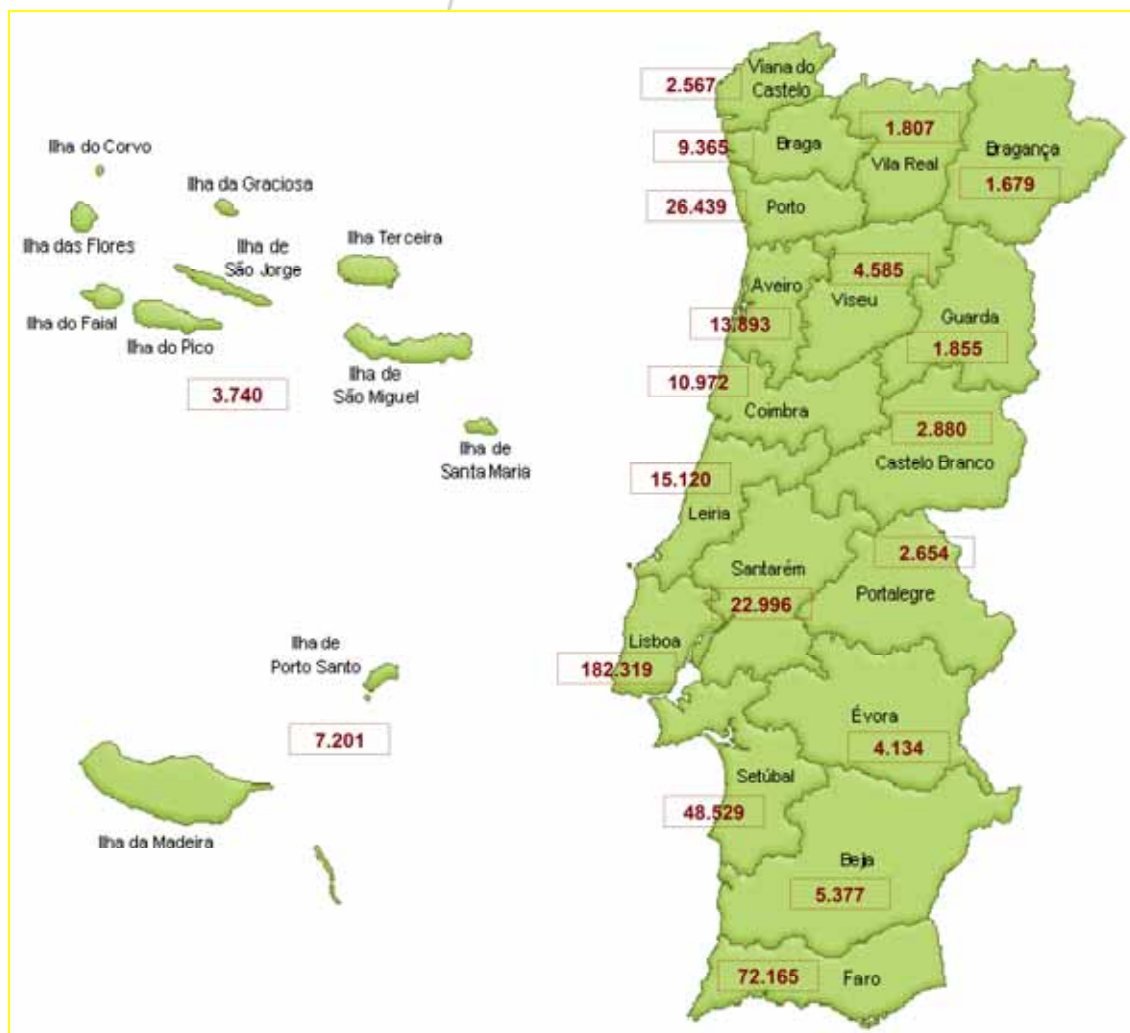 Viana do
Castelo
2.567
Braga
9.365
1.807
Vila Real
Bragança
1.679
Porto
26.439
Ilha do Corvo
Ilha da Graciosa
Ilha das Flores
Ilha de
São Jorge
Ilha Terceira
Ilha do Faial
Ilha do Pico
Ilha de
São Miguel
3.740
Ilha de
Santa Maria
Aveiro
13.893
4.585
Viseu
Guarda
1.855
10.972
Coimbra
2.880
Castelo Branco
15.120
Leiria
Santarém
22.996
2.654
Portalegre
Lisboa
182.319
Ilha de
Porto Santo
7.201
Ilha da Madeira
Évora
4.134
Setúbal
48.529
Beja
5.377
72.165
Faro